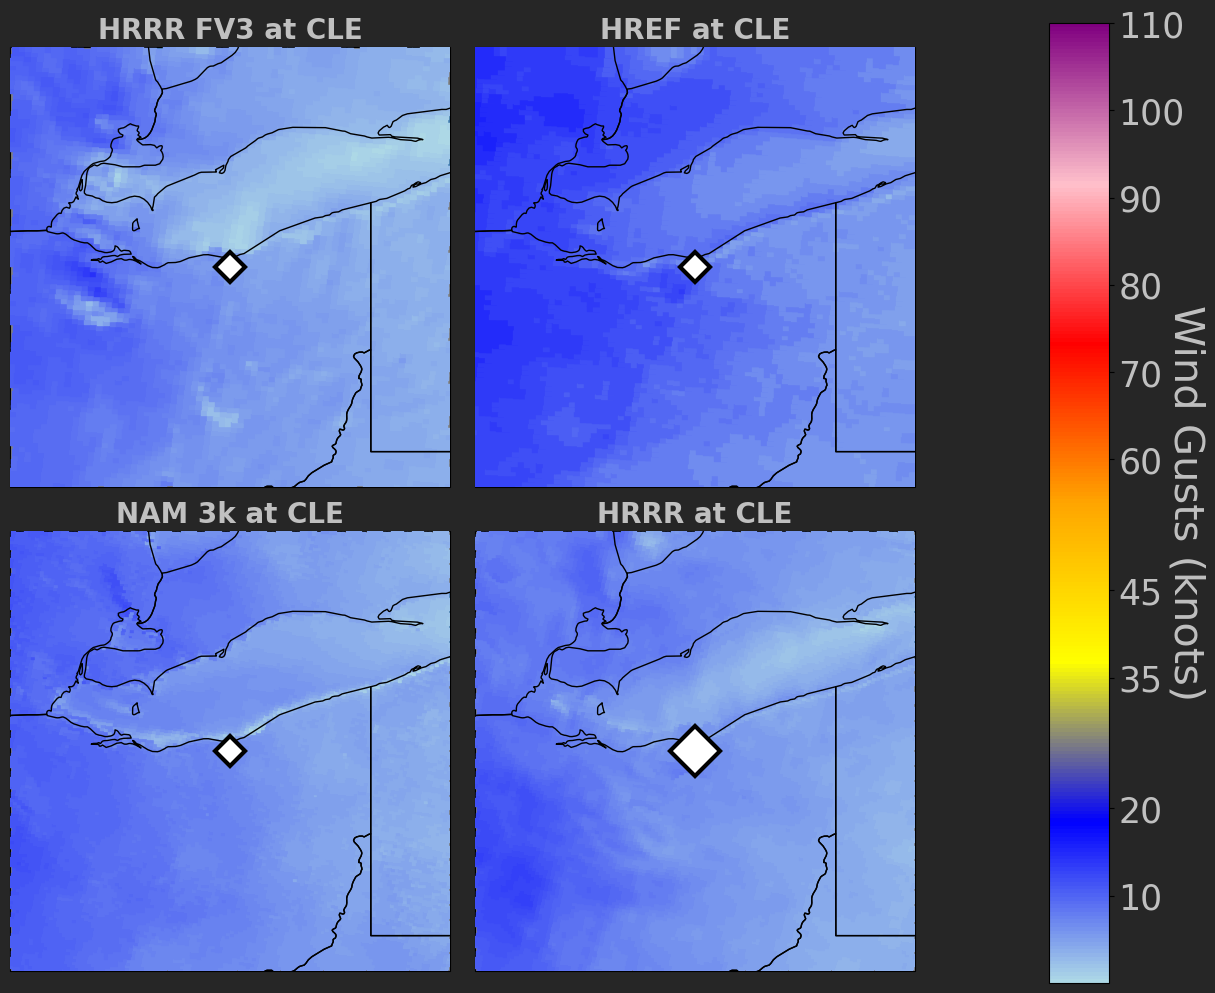 HRRR FV3 at CLE
HREF at CLE
NAM 3k at CLE
HRRR at CLE
110
100
90
80
70
60
45
35
20
10
Wind Gusts (knots)